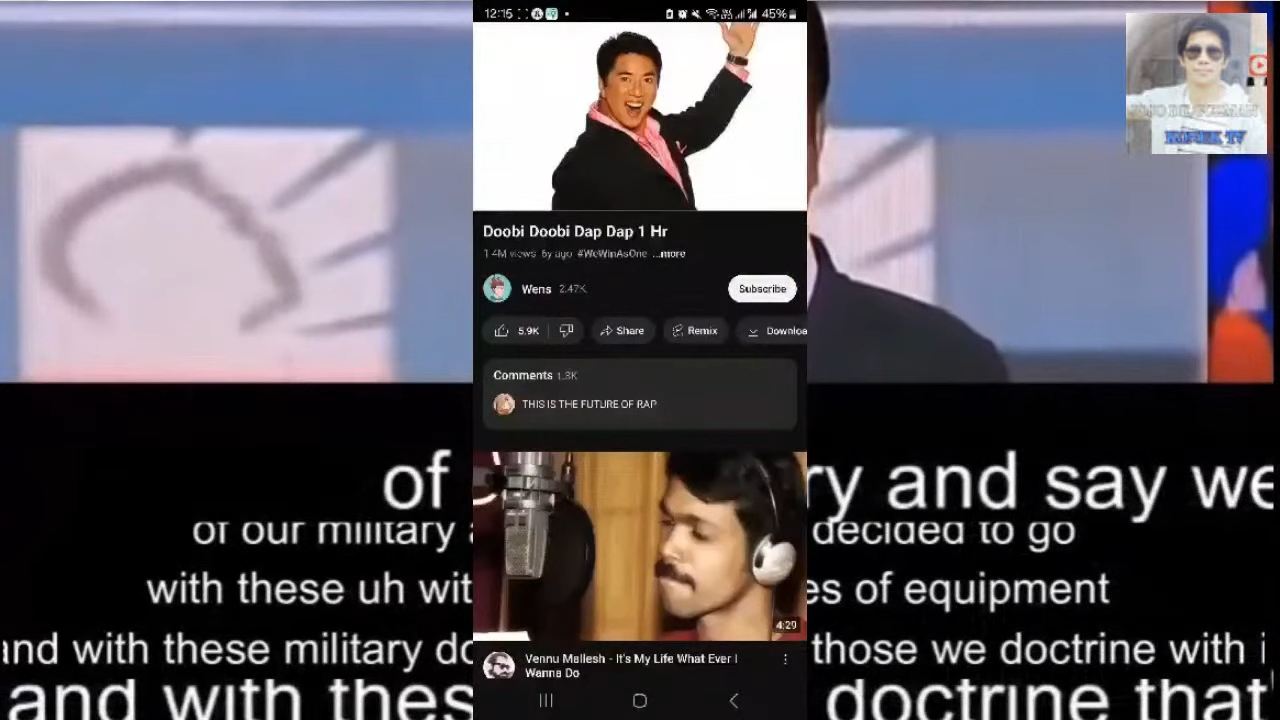 12:15
45%
Doobi Doobi Dap Dap 1 Hr
1.4M views 6y ago #WeWinAsOne ...more
Wens 2.47K
Subscribe
5.9K
Share
Remix
Downloa
Comments 1.3K
THIS IS THE FUTURE OF RAP
4:29
Vennu Mallesh - It's My Life What Ever I
Wanna Do
of
ry and say we
of our military a
decided to go
with these uh wit
es of equipment
and with these military do
those we doctrine with i
and with thes
doctrine that
TV